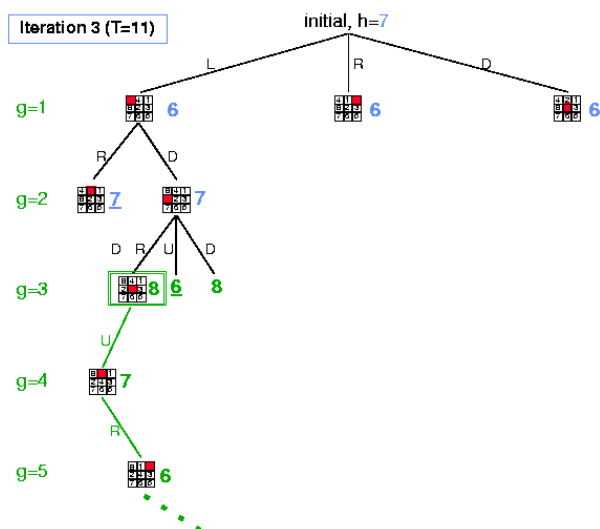 Iteration 3 (T=11)
initial, h=7
L R D
g=1 6 6 6
R D
g=2 7 7
D R U D
g=3 8 6 8
U
g=4 7
R
g=5 6